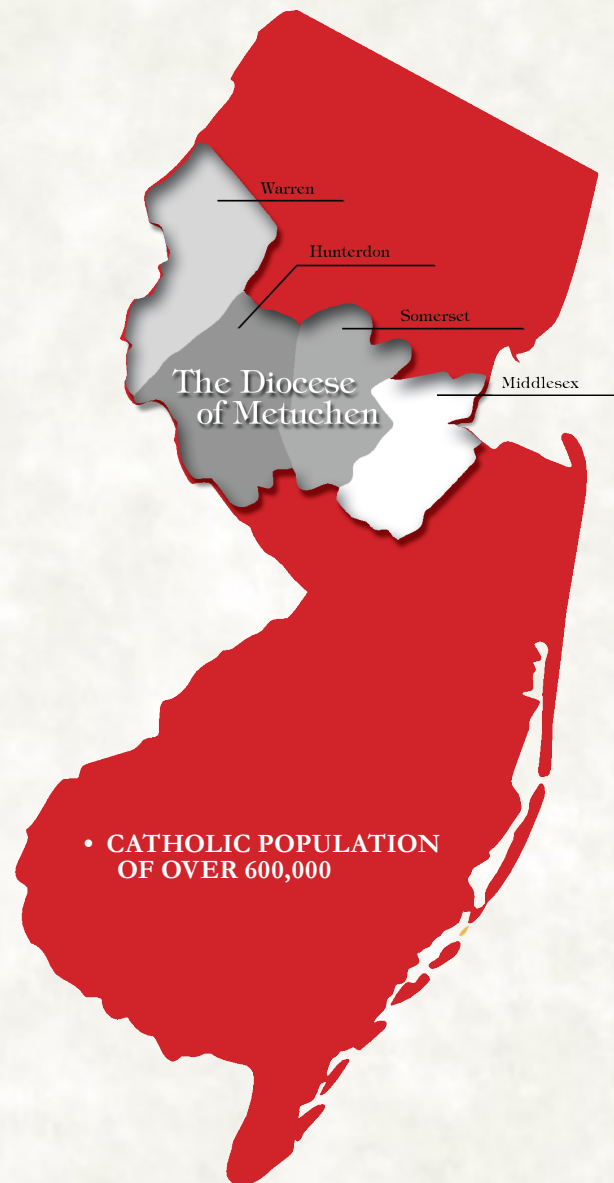 Warren
Hunterdon
Somerset
The Diocese
of Metuchen
Middlesex
• CATHOLIC POPULATION
OF OVER 600,000